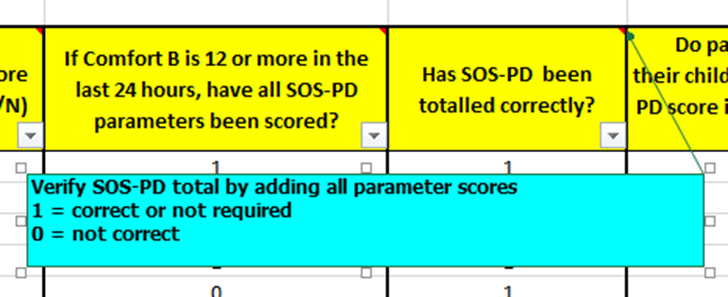 ore
/N)
If Comfort B is 12 or more in the
last 24 hours, have all SOS-PD
parameters been scored?
Has SOS-PD been
totalled correctly?
Do pa
their child
PD score i
1
1
Verify SOS-PD total by adding all parameter scores
1 = correct or not required
0 = not correct
0
1